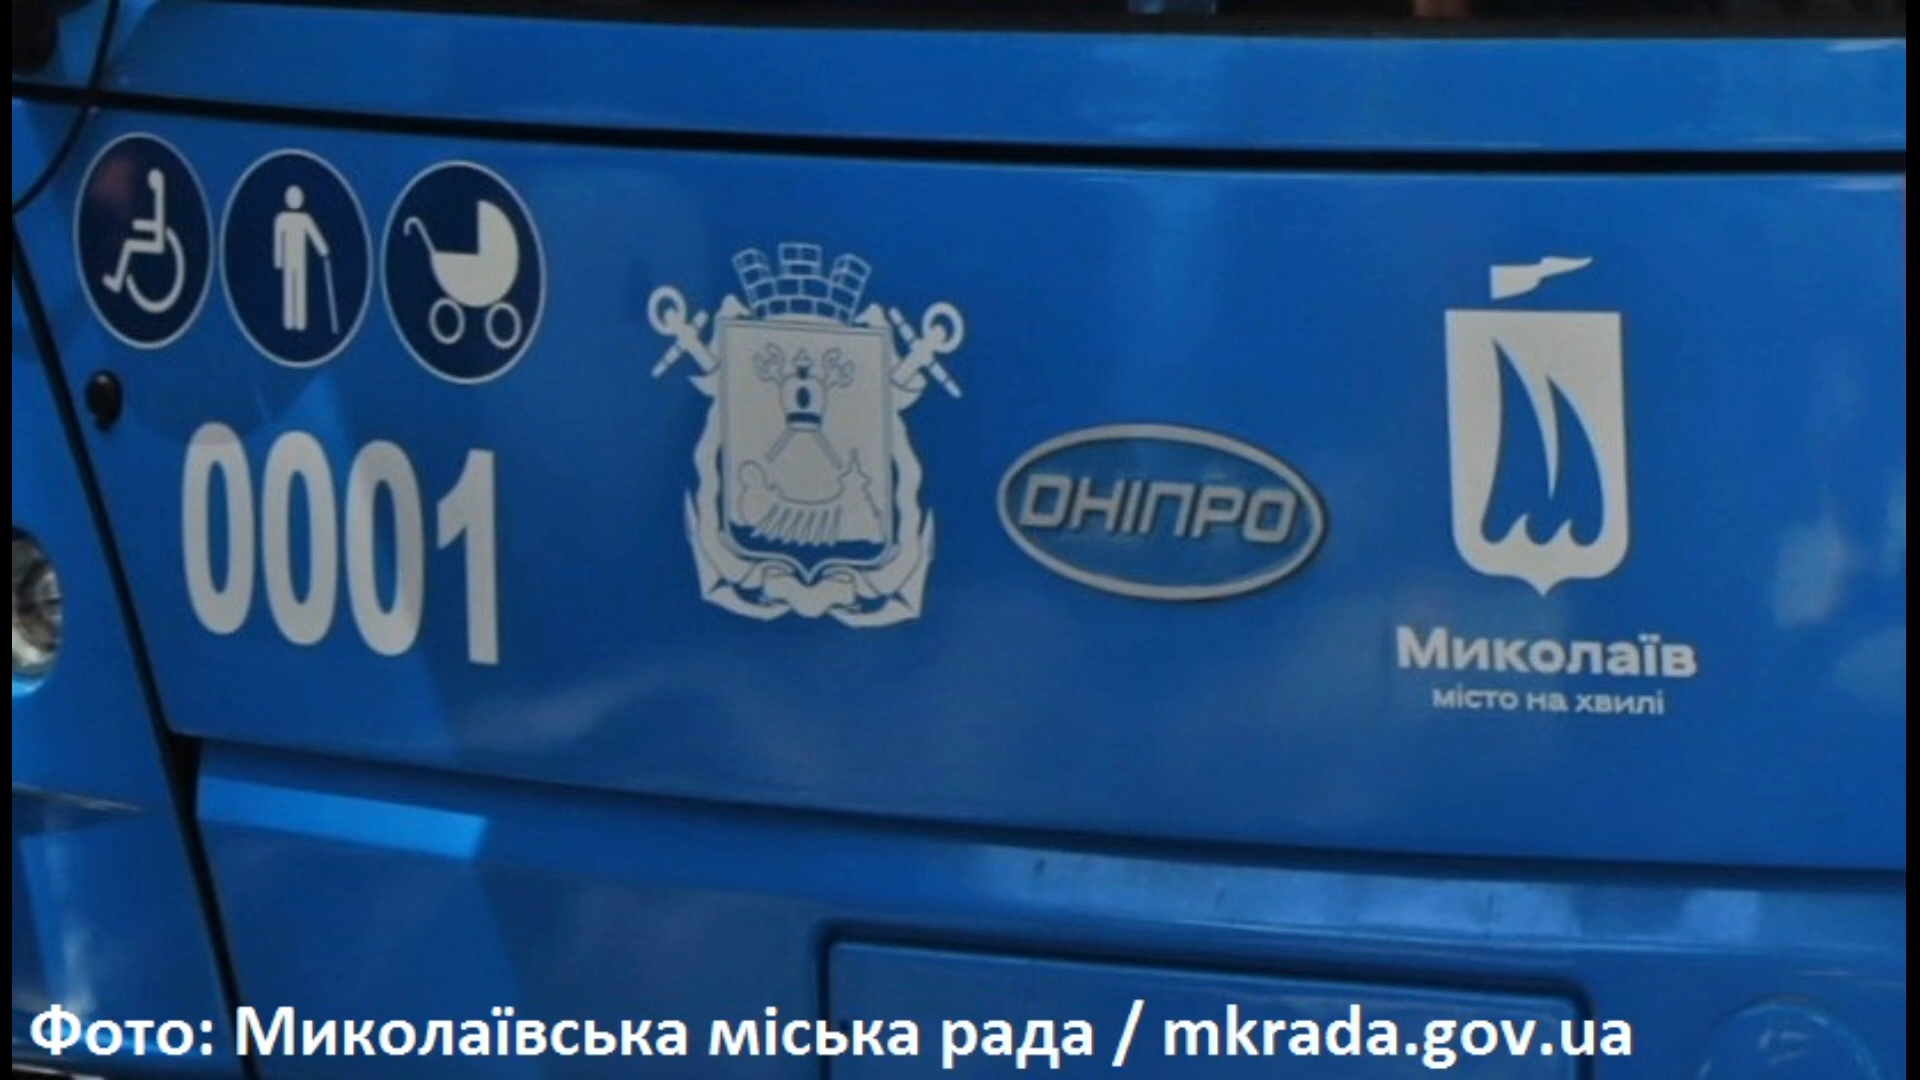 0001
ДНІПРО
Миколаїв
місто на хвилі
Фото: Миколаївська міська рада / mkrada.gov.ua